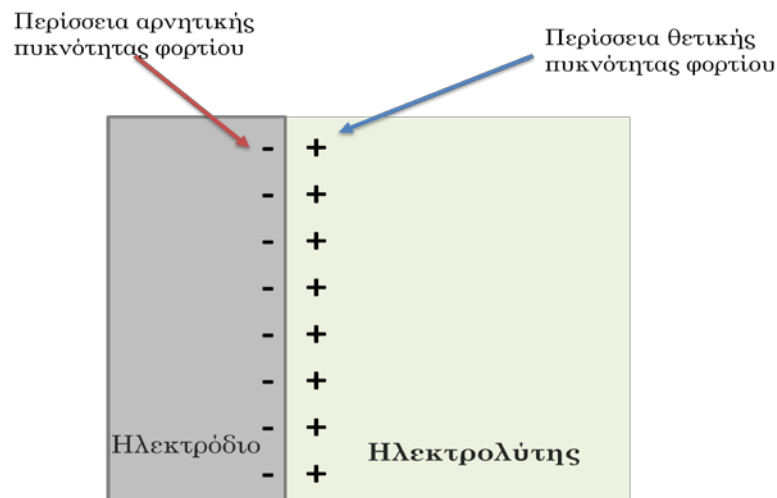 Περίσσεια αρνητικής
πυκνότητας φορτίου
Περίσσεια θετικής
πυκνότητας φορτίου
- +
- +
- +
- +
- +
- +
- +
- +
Ηλεκτρόδιο
Ηλεκτρολύτης